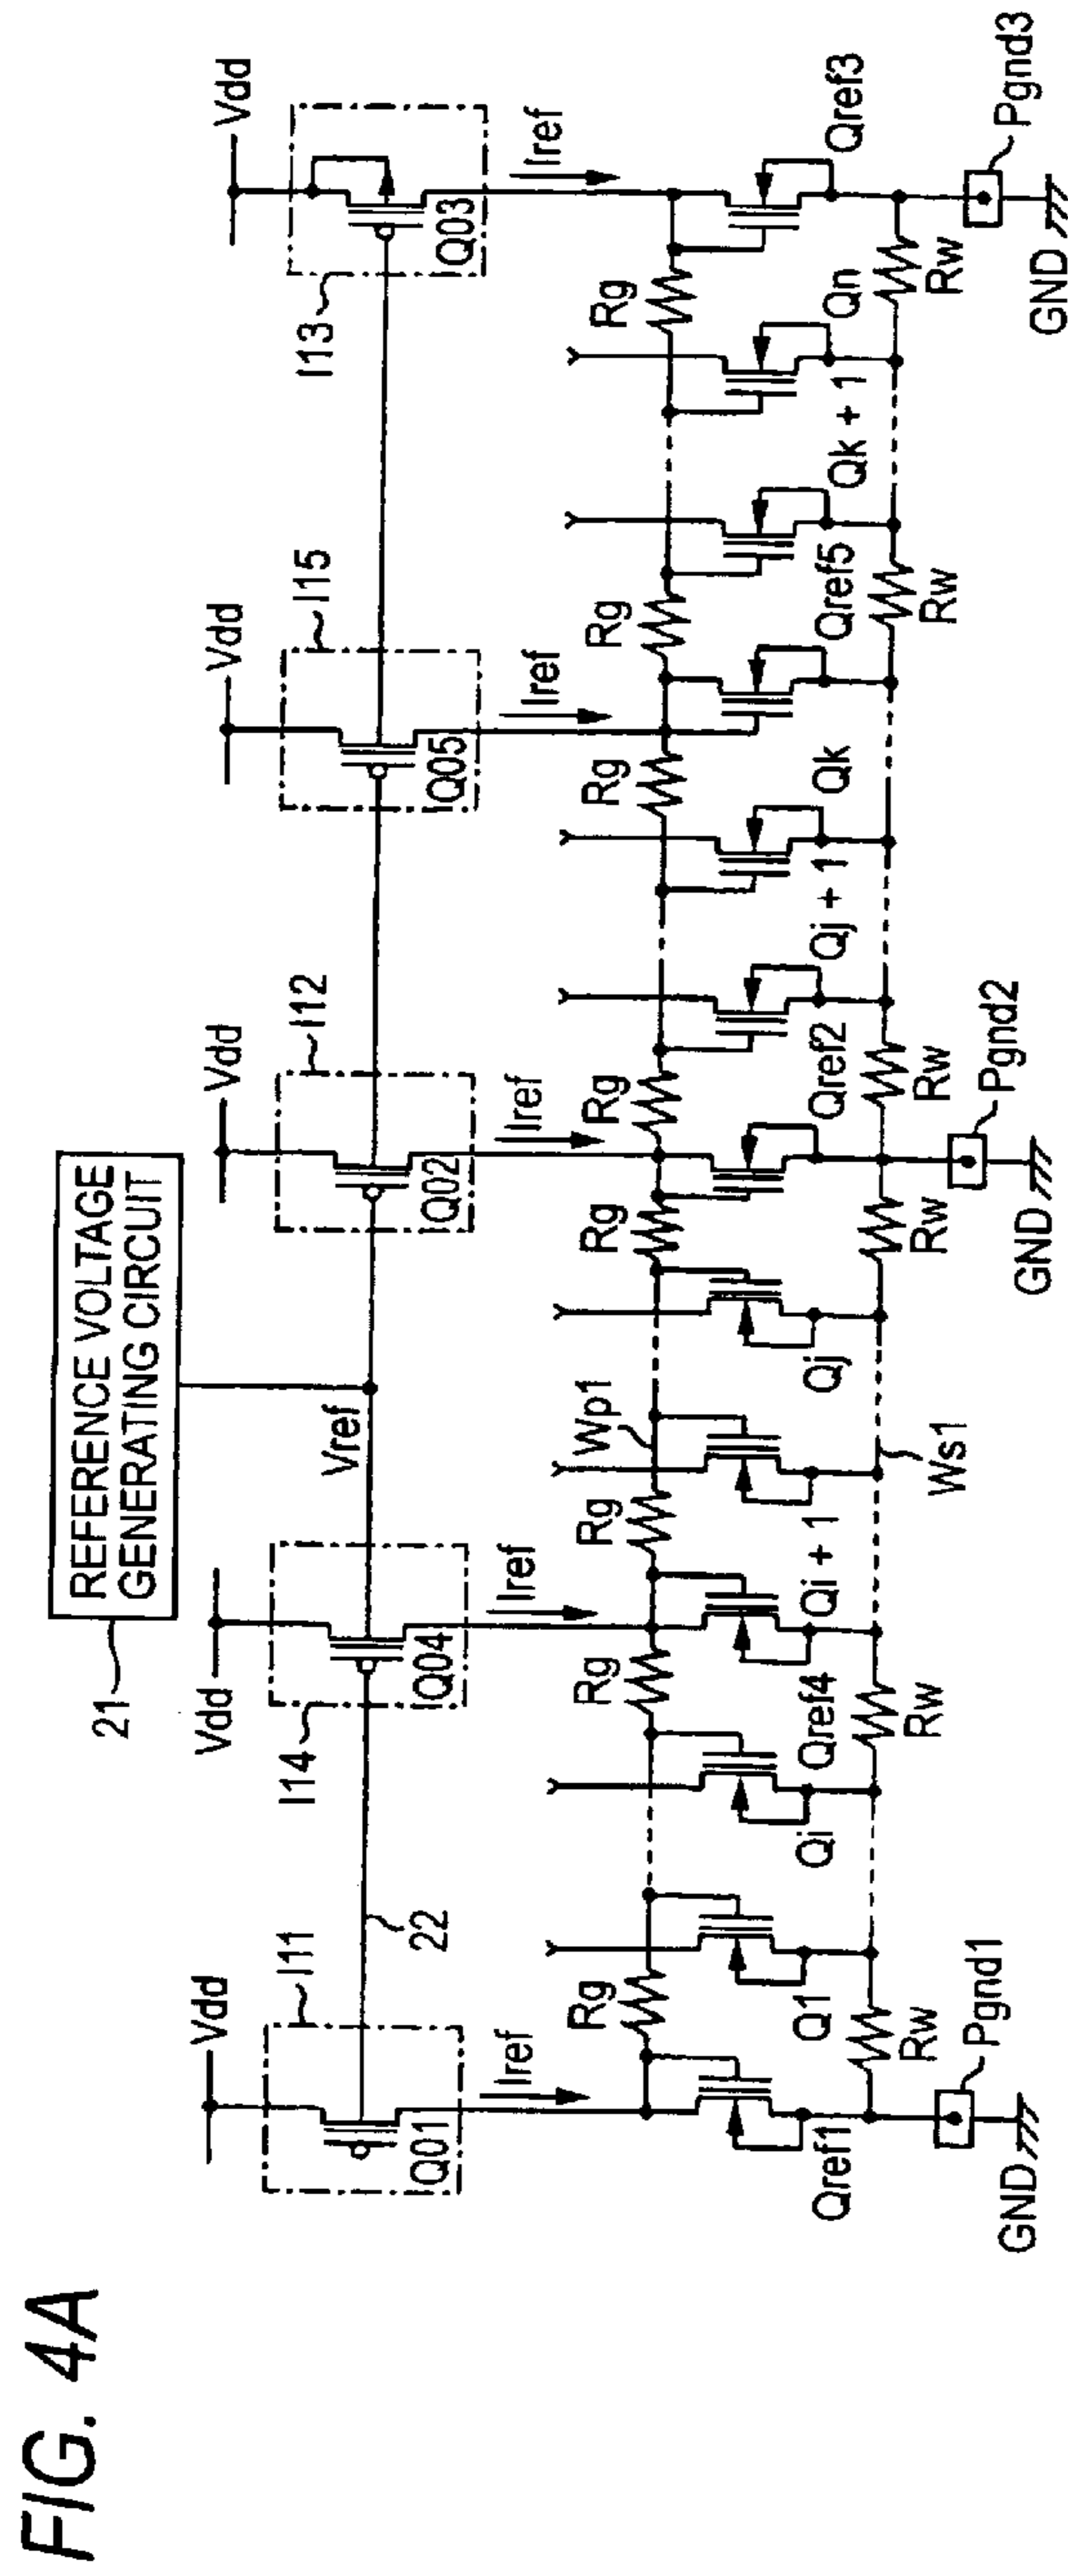 FIG. 4A
REFERENCE VOLTAGE
GENERATING CIRCUIT
21
Vdd
Vdd
Vdd
Vdd
Vdd
I11
I14
I12
I15
I13
Vref
22
Q01
Q04
Q02
Q05
Q03
Iref
Iref
Iref
Iref
Iref
Rg
Rg
Rg
Wp1
Rg
Rg
Rg
Rg
Rg
Qref1
Q1
Qi
Qref4
Qi + 1
Qj
Qref2
Qj + 1
Qk
Qref5
Qk + 1
Qn
Qref3
Rw
Rw
Ws1
Rw
Rw
Rw
Rw
Pgnd1
Pgnd2
Pgnd3
GND
GND
GND